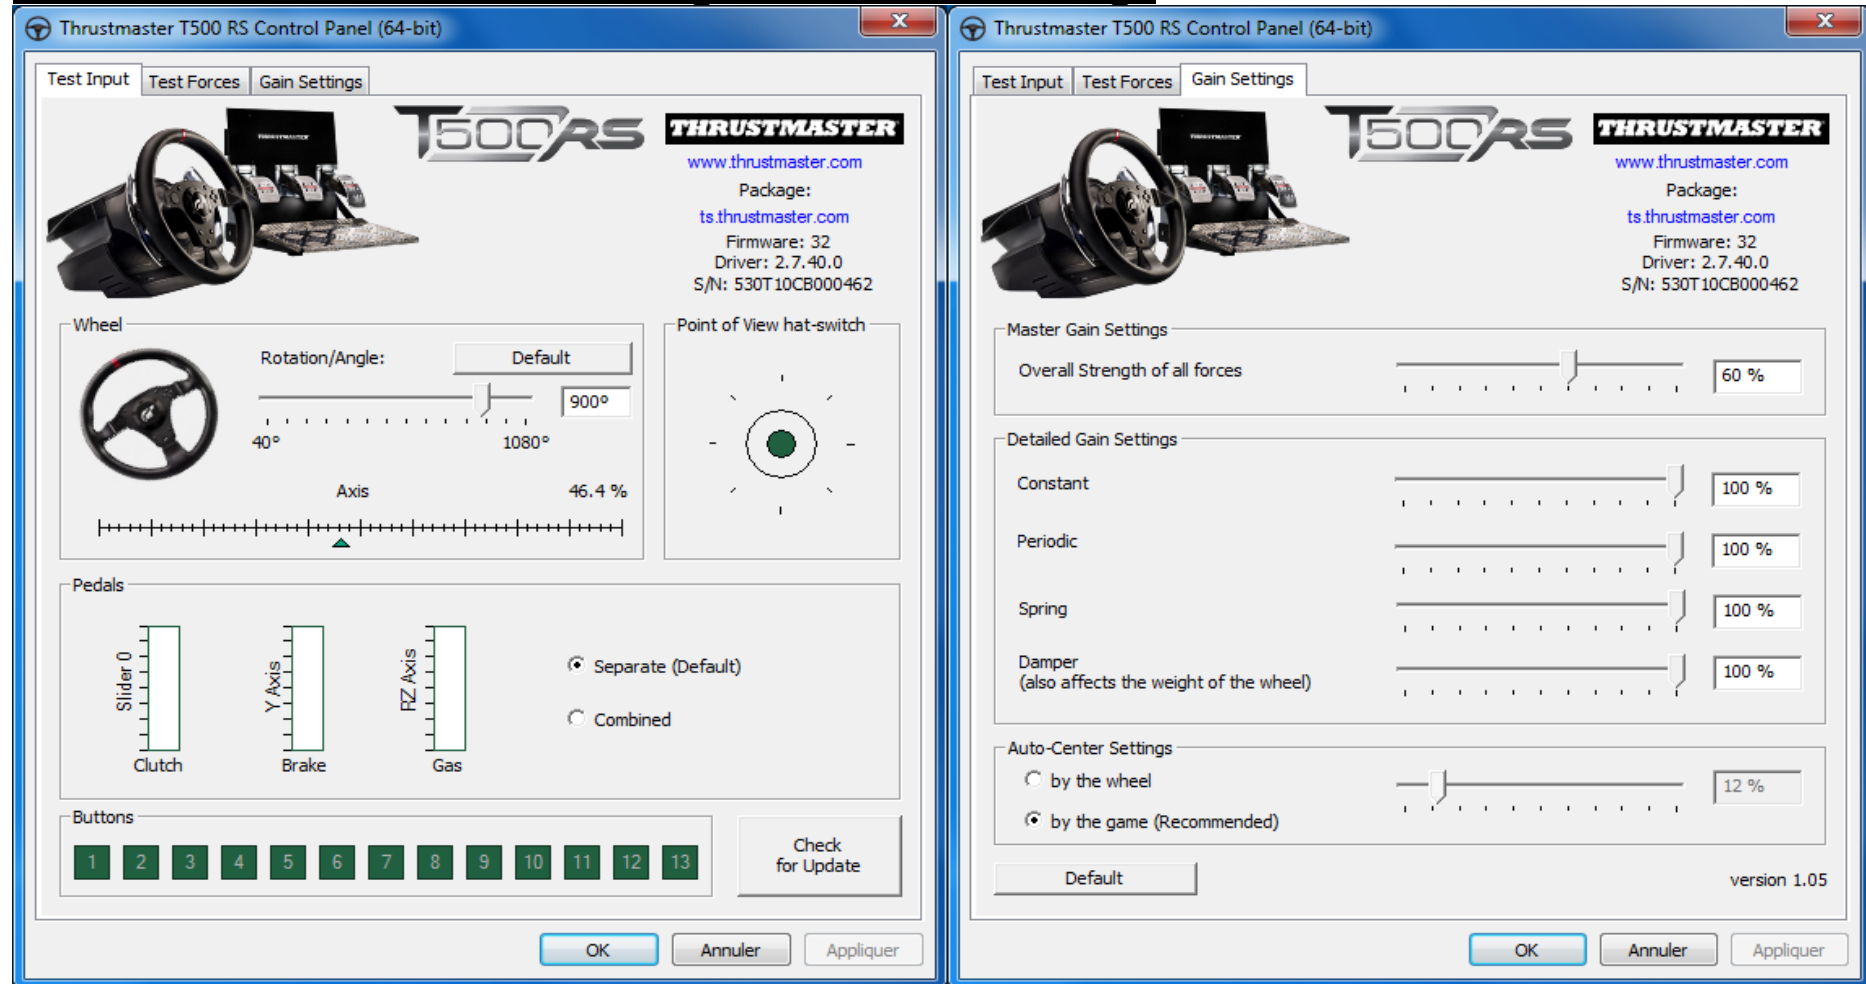 Thrustmaster T500 RS Control Panel (64-bit)
Test Input
Test Forces
Gain Settings
THRUSTMASTER
T500RS
THRUSTMASTER
www.thrustmaster.com
Package:
ts.thrustmaster.com
Firmware: 32
Driver: 2.7.40.0
S/N: 530T10CB000462
Wheel
Rotation/Angle:
Default
900°
40°
1080°
Axis
46.4 %
Point of View hat-switch
Pedals
Slider 0
Clutch
Y Axis
Brake
RZ Axis
Gas
Separate (Default)
Combined
Buttons
1 2 3 4 5 6 7 8 9 10 11 12 13
Check
for Update
OK
Annuler
Appliquer
Thrustmaster T500 RS Control Panel (64-bit)
Test Input
Test Forces
Gain Settings
THRUSTMASTER
T500RS
THRUSTMASTER
www.thrustmaster.com
Package:
ts.thrustmaster.com
Firmware: 32
Driver: 2.7.40.0
S/N: 530T10CB000462
Master Gain Settings
Overall Strength of all forces
60 %
Detailed Gain Settings
Constant
100 %
Periodic
100 %
Spring
100 %
Damper
(also affects the weight of the wheel)
100 %
Auto-Center Settings
by the wheel
12 %
by the game (Recommended)
Default
version 1.05
OK
Annuler
Appliquer